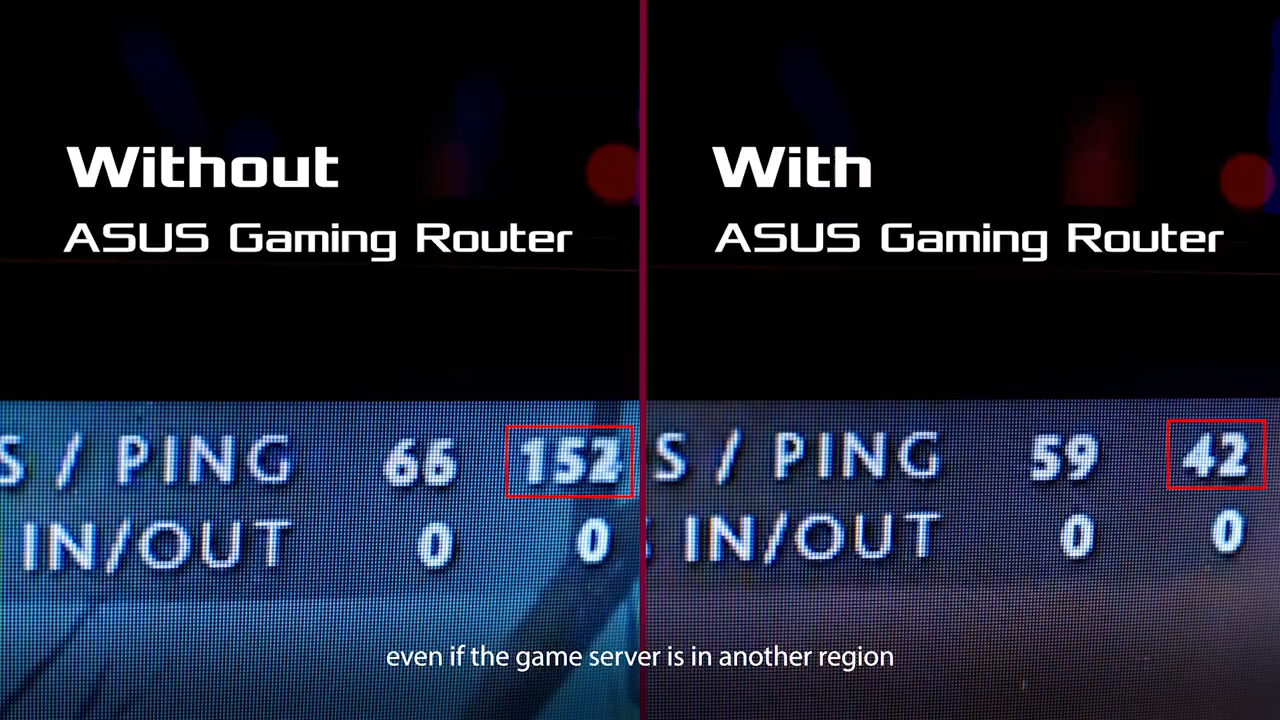 Without
ASUS Gaming Router
S / PING 66 152
IN/OUT 0 0
With
ASUS Gaming Router
S / PING 59 42
S IN/OUT 0 0
even if the game server is in another region